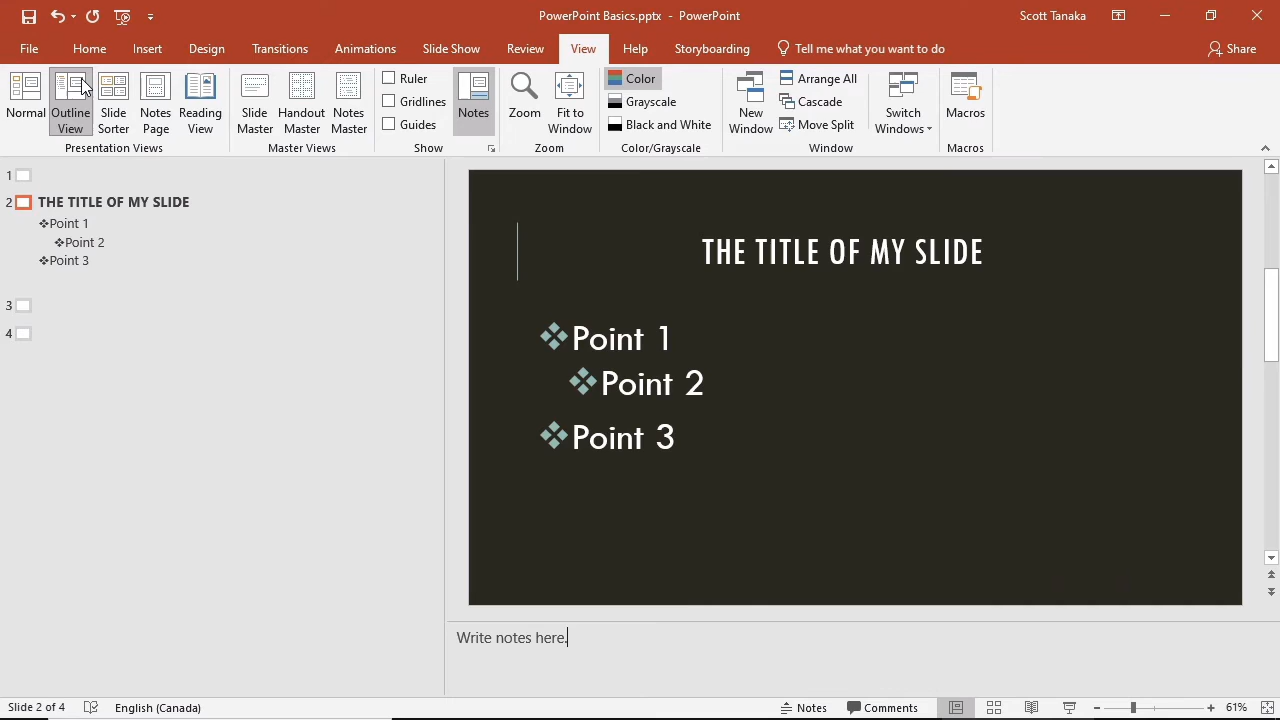 PowerPoint Basics.pptx - PowerPoint
Scott Tanaka
File Home Insert Design Transitions Animations Slide Show Review View Help Storyboarding Tell me what you want to do Share
Normal
Outline View
Slide Sorter
Notes Page
Reading View
Presentation Views
Slide Master
Handout Master
Notes Master
Master Views
Ruler
Gridlines
Guides
Notes
Show
Zoom
Fit to Window
Zoom
Color
Grayscale
Black and White
Color/Grayscale
New Window
Arrange All
Cascade
Move Split
Switch Windows
Window
Macros
Macros
1
2 THE TITLE OF MY SLIDE
❖Point 1
❖Point 2
❖Point 3
3
4
THE TITLE OF MY SLIDE
❖Point 1
❖Point 2
❖Point 3
Write notes here.
Slide 2 of 4 English (Canada) Notes Comments 61%